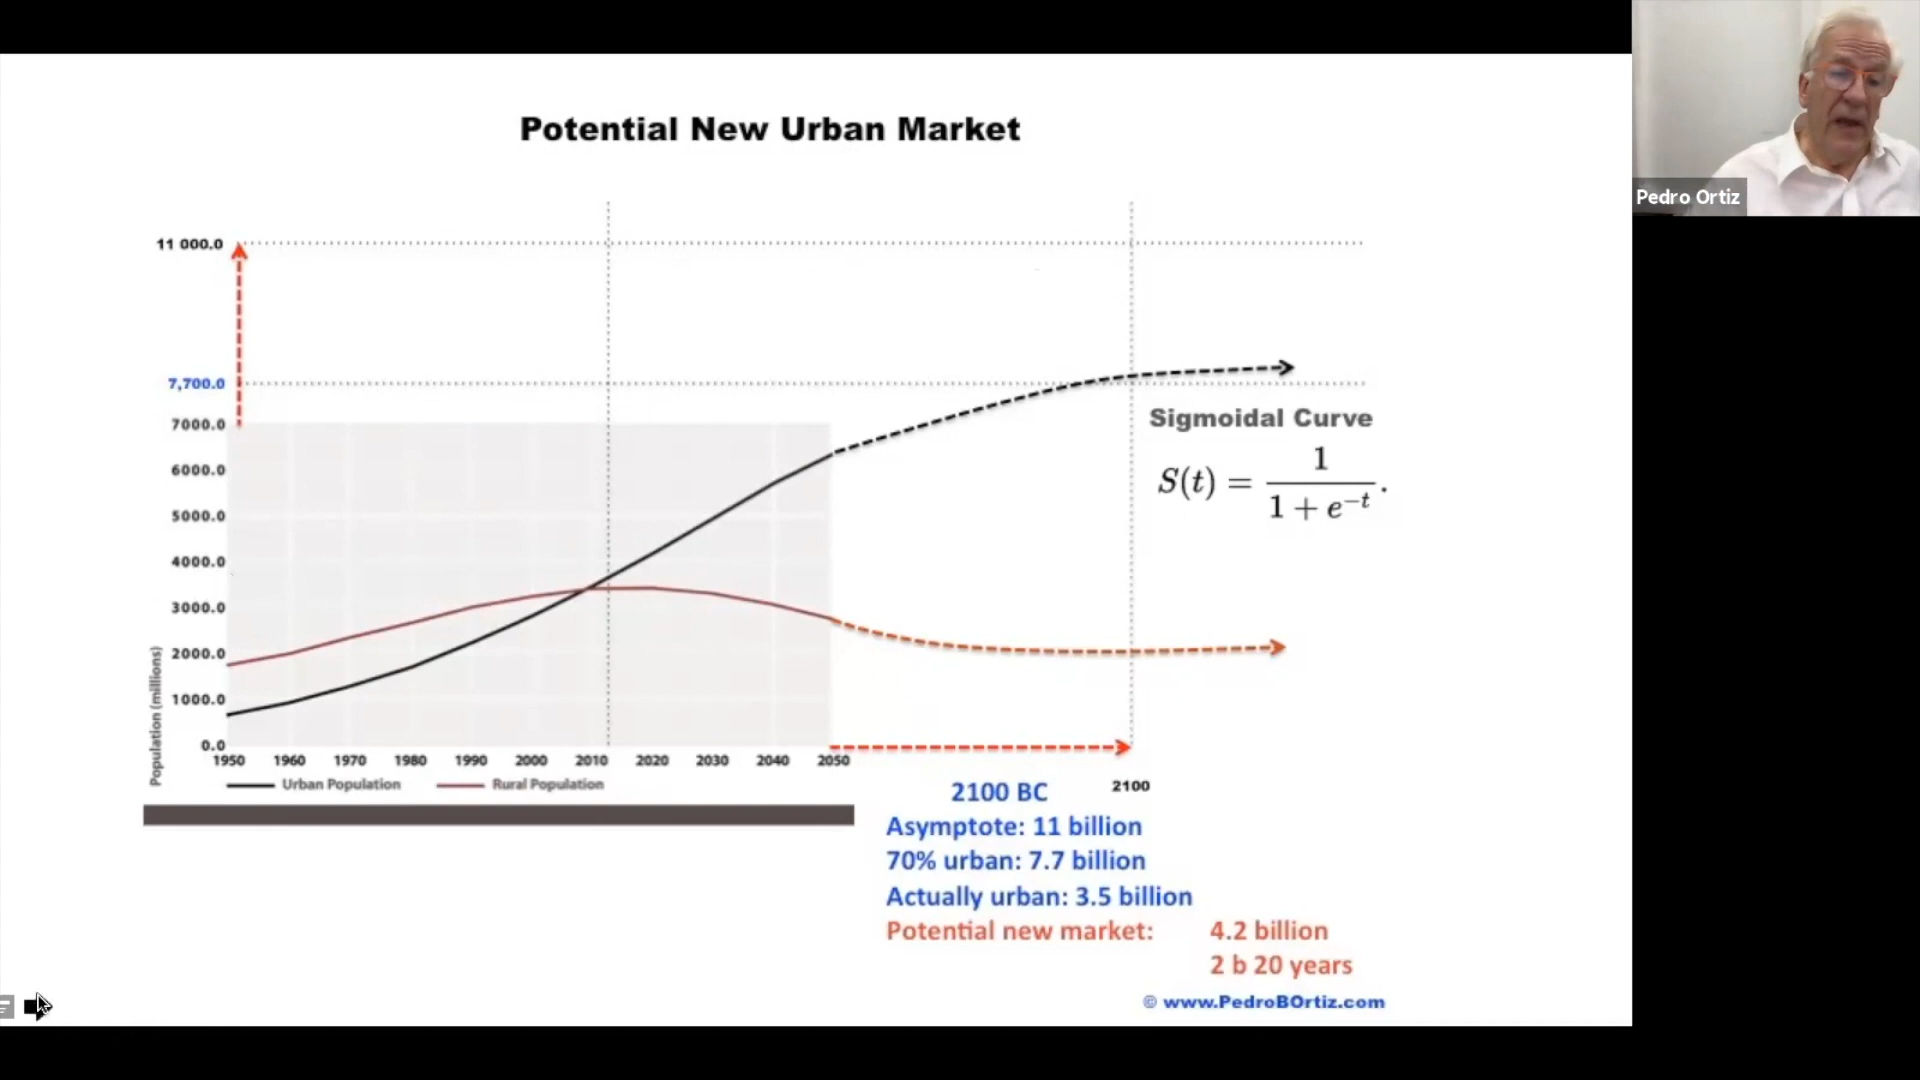 Pedro Ortiz
Potential New Urban Market
11 000.0
7,700.0
7000.0
6000.0
5000.0
4000.0
3000.0
2000.0
1000.0
0.0
Population (millions)
1950 1960 1970 1980 1990 2000 2010 2020 2030 2040 2050
Urban Population Rural Population
2100
Sigmoidal Curve
S(t) = 1 / (1 + e^{-t}).
2100 BC
Asymptote: 11 billion
70% urban: 7.7 billion
Actually urban: 3.5 billion
Potential new market: 4.2 billion
2 b 20 years
© www.PedroBOrtiz.com